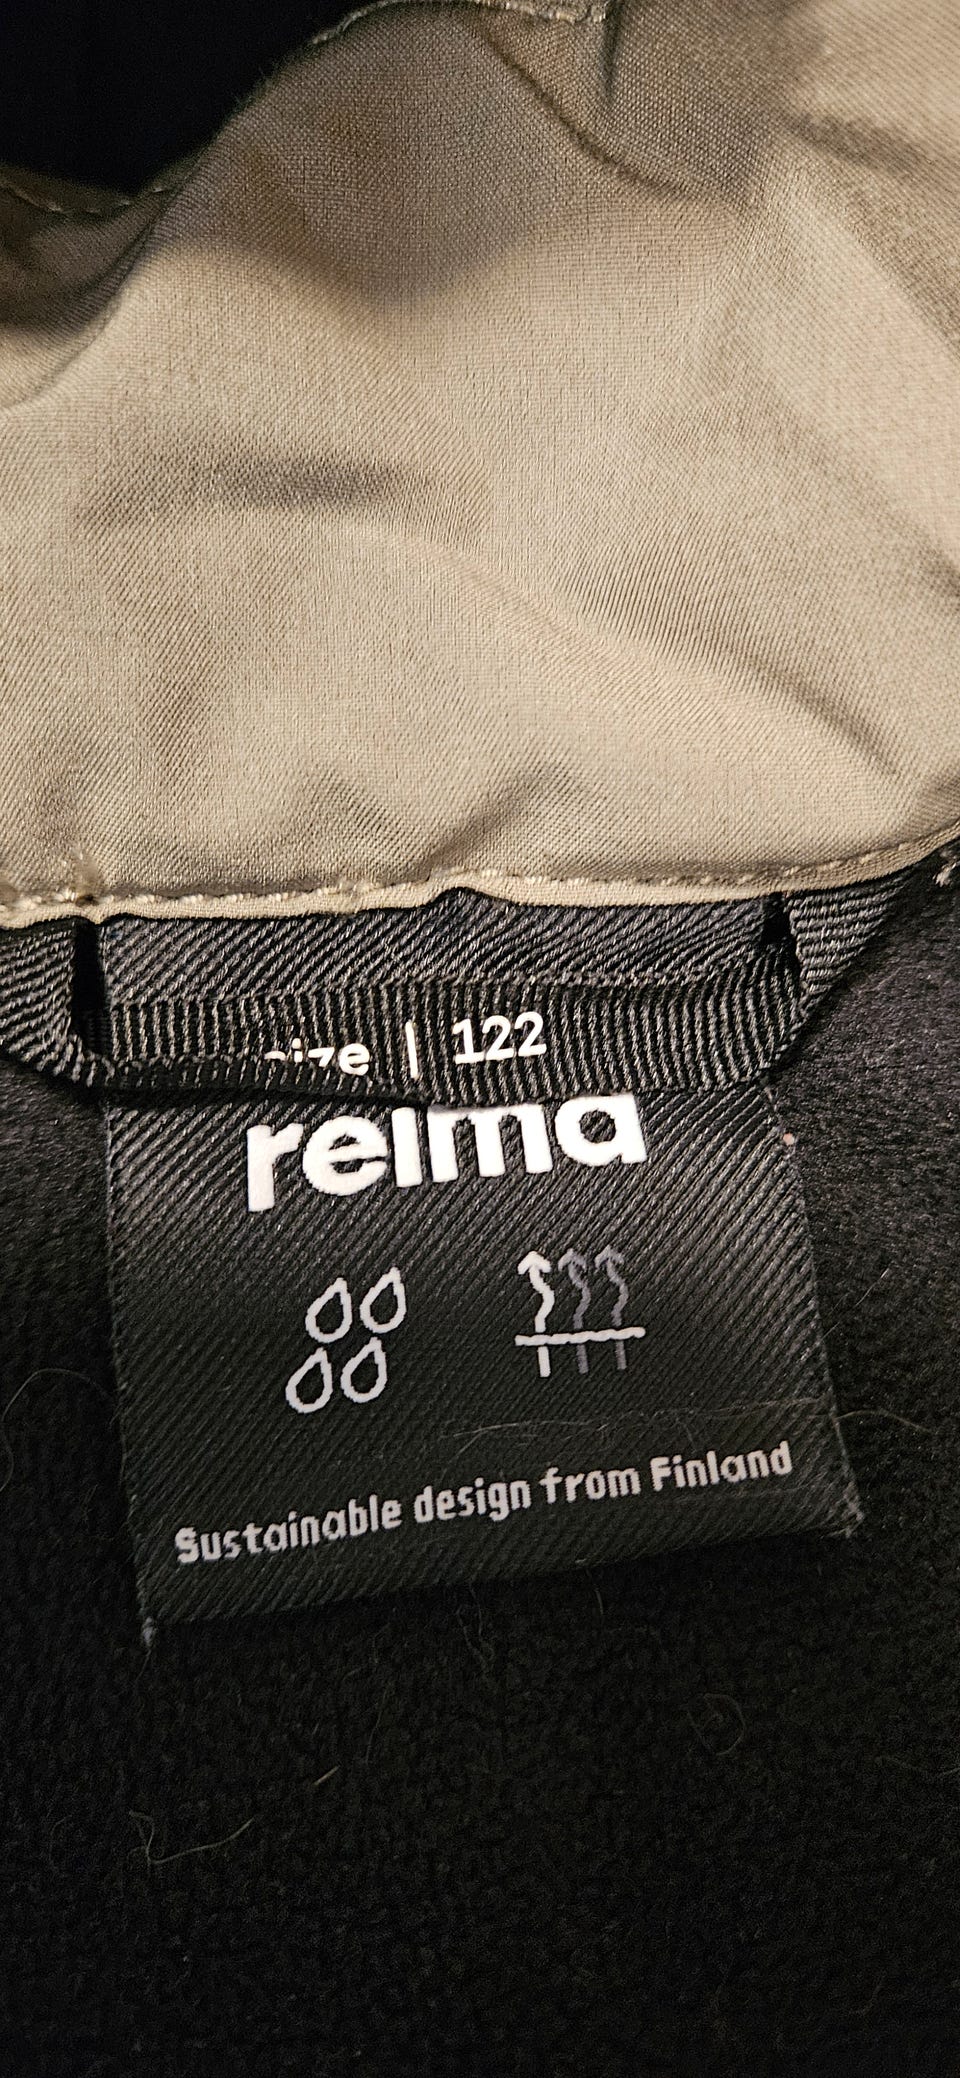 size | 122
reima
Sustainable design from Finland